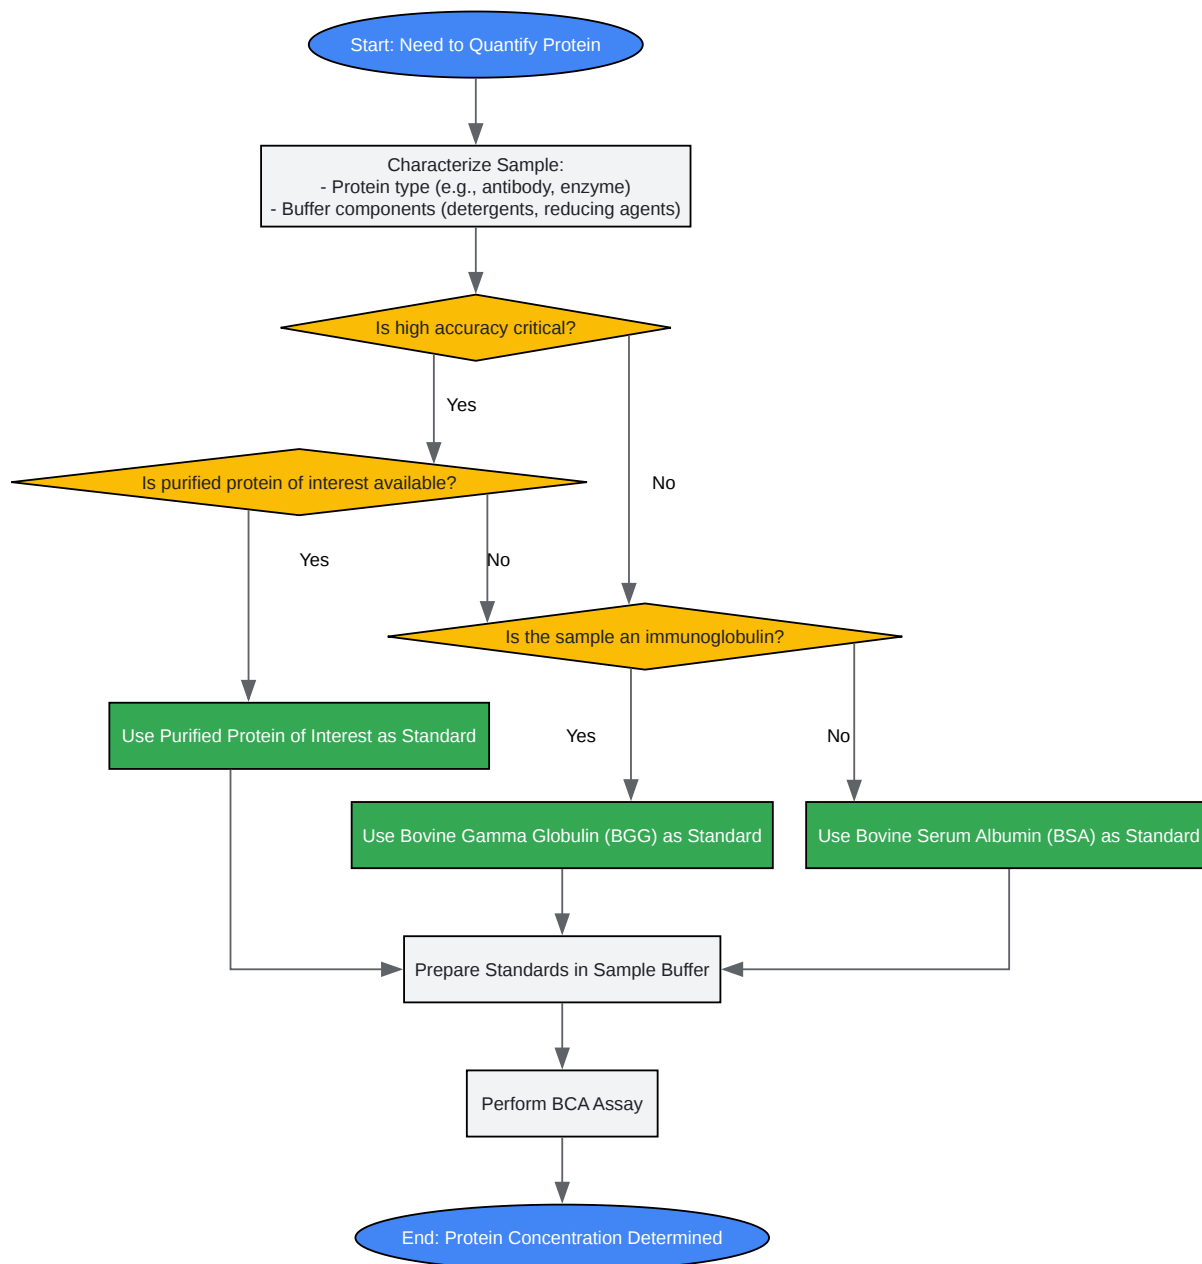 Start: Need to Quantify Protein
Characterize Sample:
- Protein type (e.g., antibody, enzyme)
- Buffer components (detergents, reducing agents)
Is high accuracy critical?
Yes
No
Is purified protein of interest available?
Yes
No
Is the sample an immunoglobulin?
Use Purified Protein of Interest as Standard
Yes
No
Use Bovine Gamma Globulin (BGG) as Standard
Use Bovine Serum Albumin (BSA) as Standard
Prepare Standards in Sample Buffer
Perform BCA Assay
End: Protein Concentration Determined